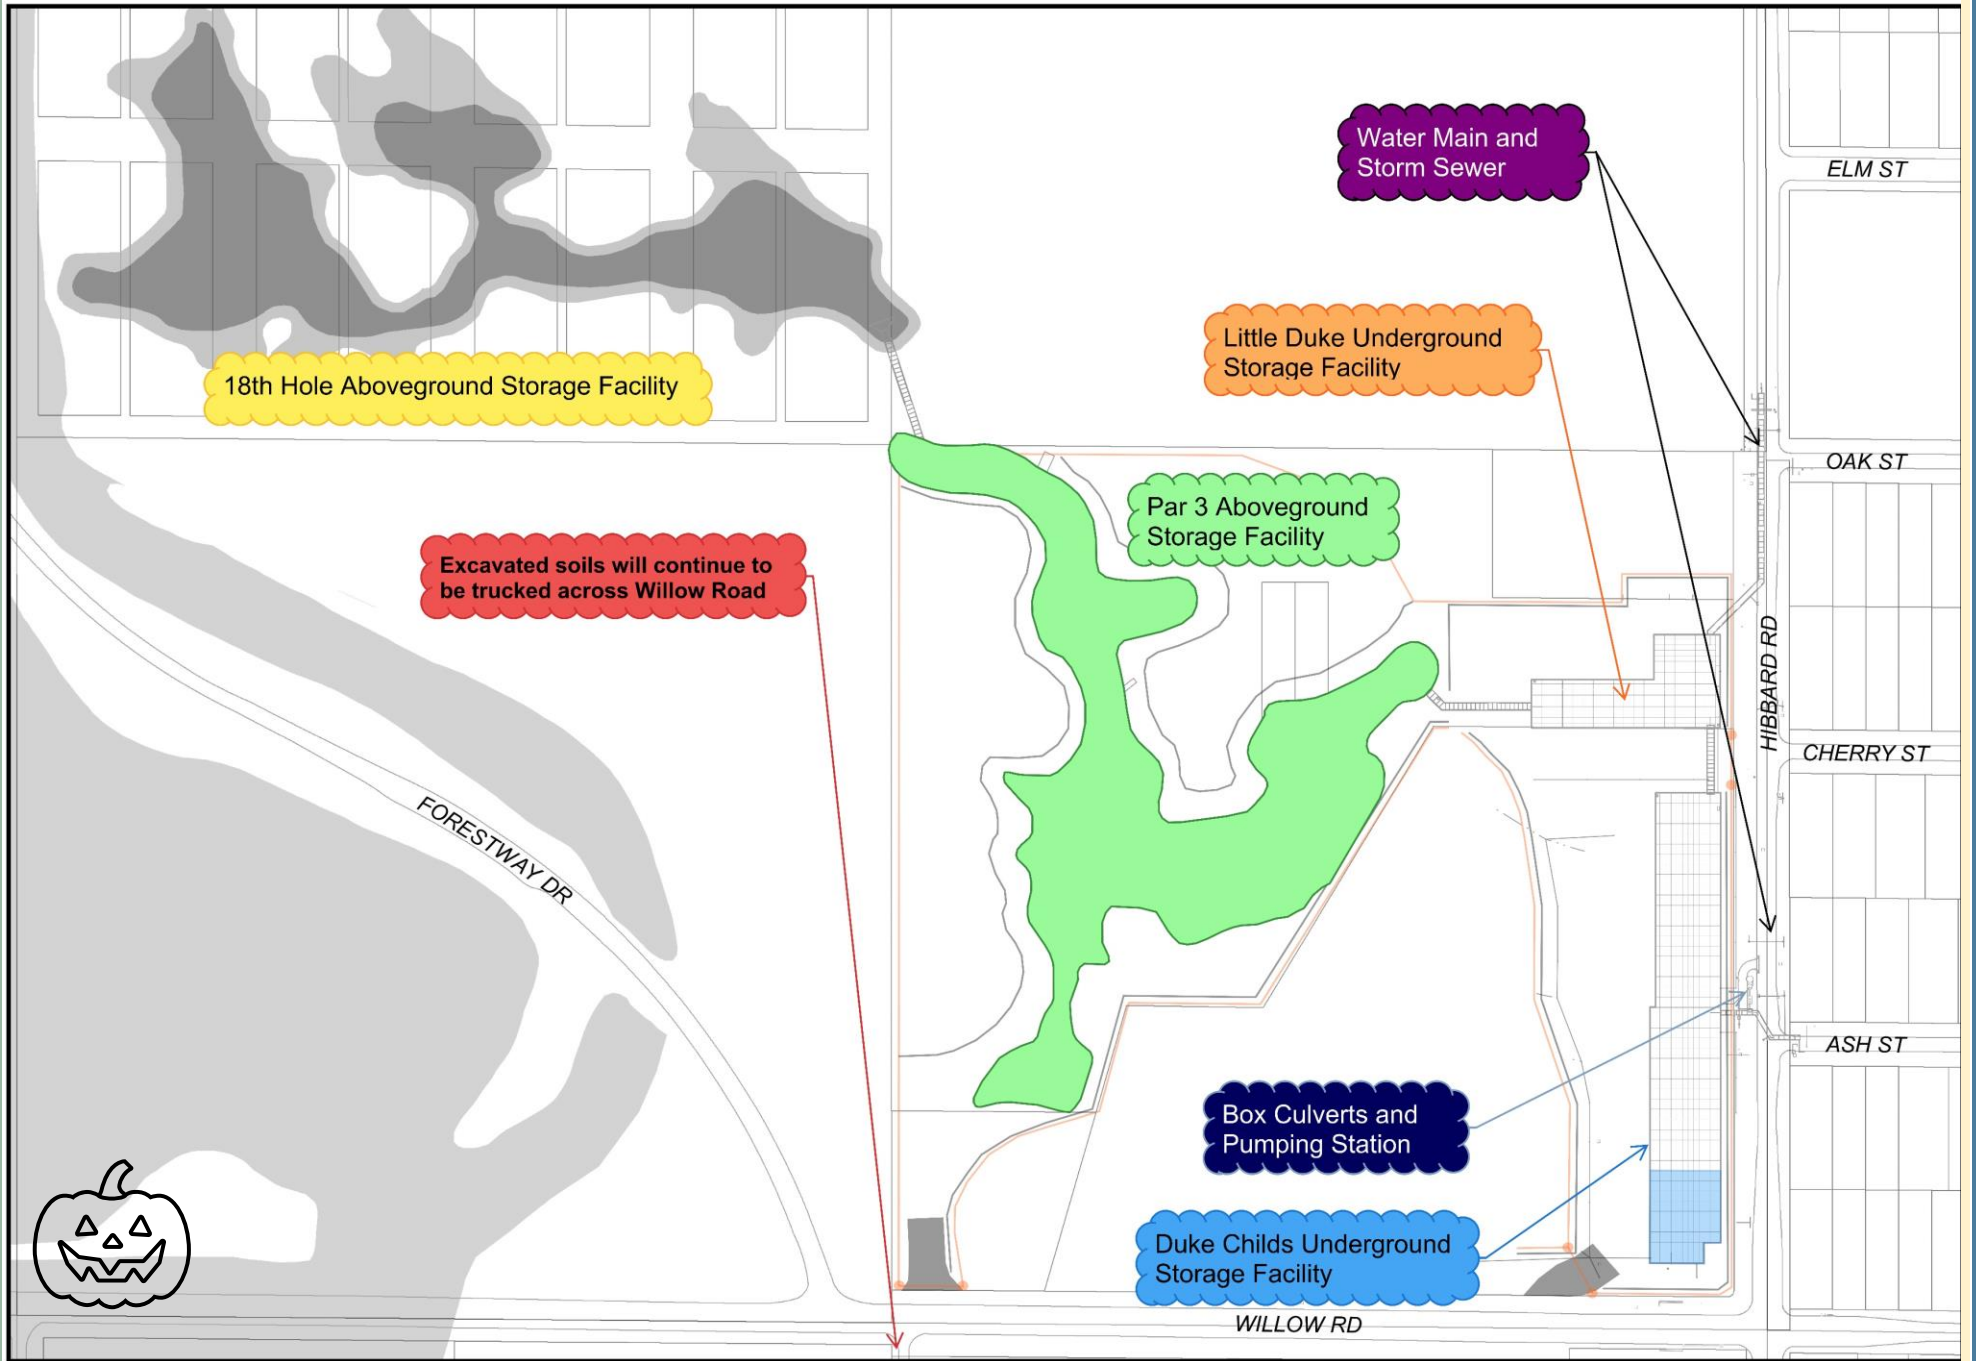 Water Main and
Storm Sewer
ELM ST
Little Duke Underground
Storage Facility
18th Hole Aboveground Storage Facility
OAK ST
Par 3 Aboveground
Storage Facility
Excavated soils will continue to
be trucked across Willow Road
HIBBARD RD
CHERRY ST
FORESTWAY DR
ASH ST
Box Culverts and
Pumping Station
Duke Childs Underground
Storage Facility
WILLOW RD